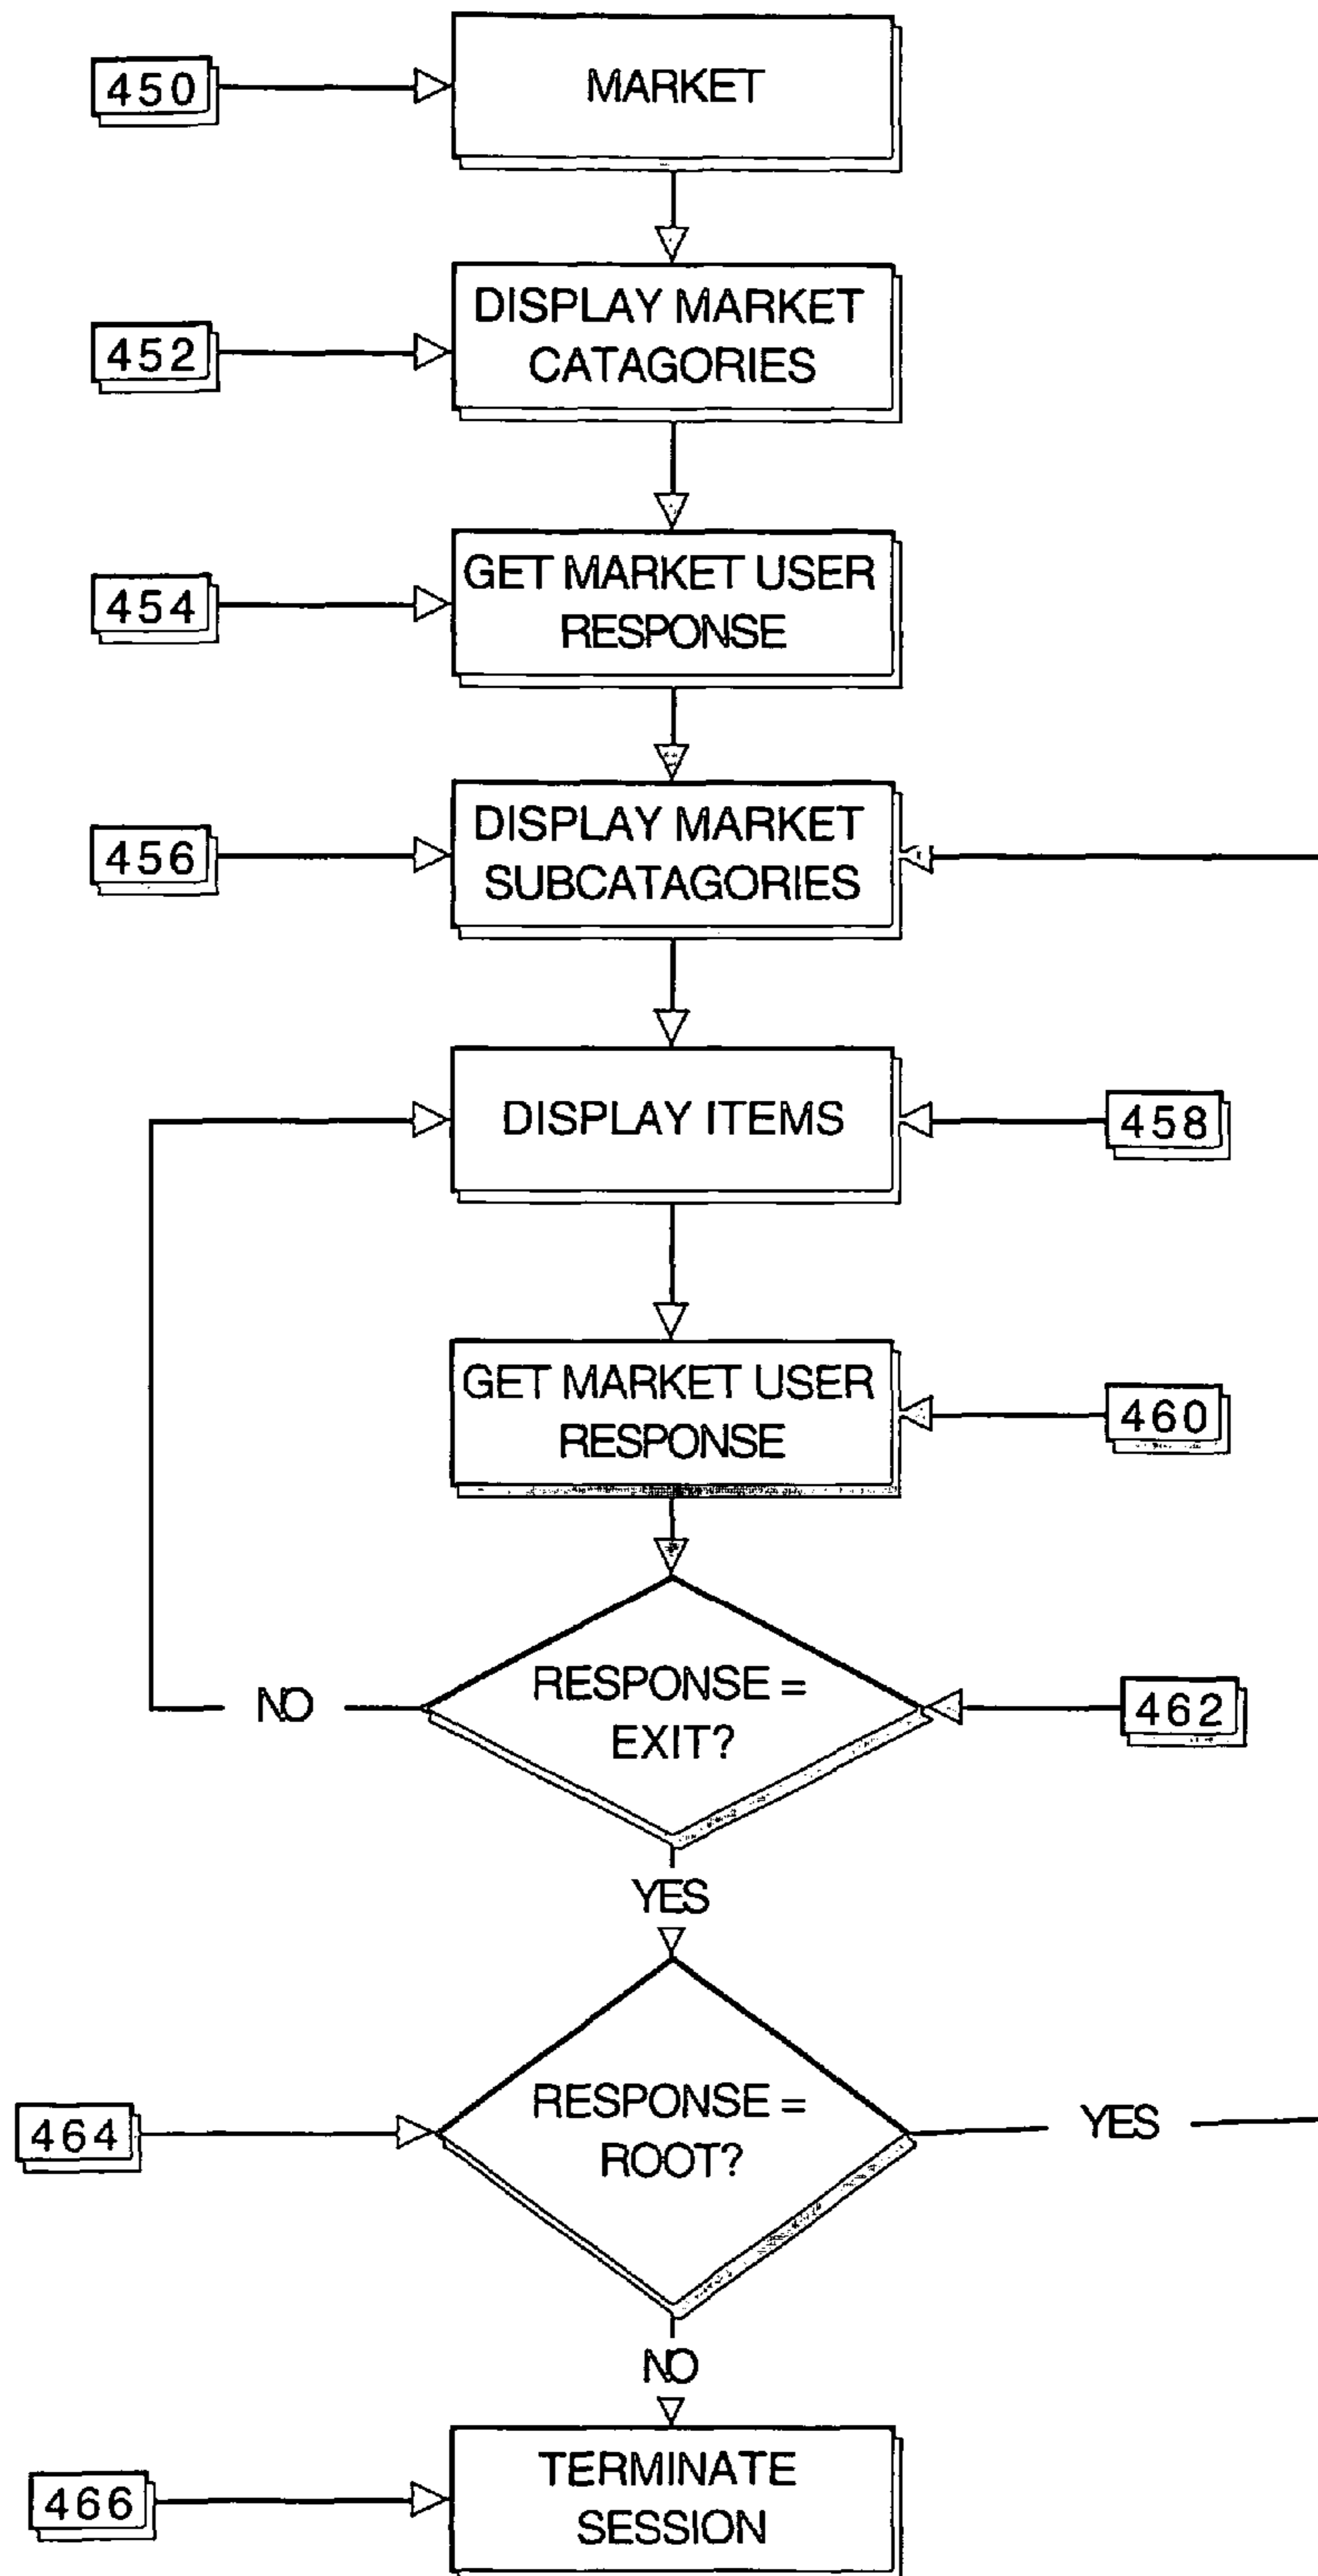 450
MARKET
452
DISPLAY MARKET
CATAGORIES
454
GET MARKET USER
RESPONSE
456
DISPLAY MARKET
SUBCATAGORIES
DISPLAY ITEMS
458
GET MARKET USER
RESPONSE
460
NO
RESPONSE =
EXIT?
462
YES
464
RESPONSE =
ROOT?
YES
NO
466
TERMINATE
SESSION